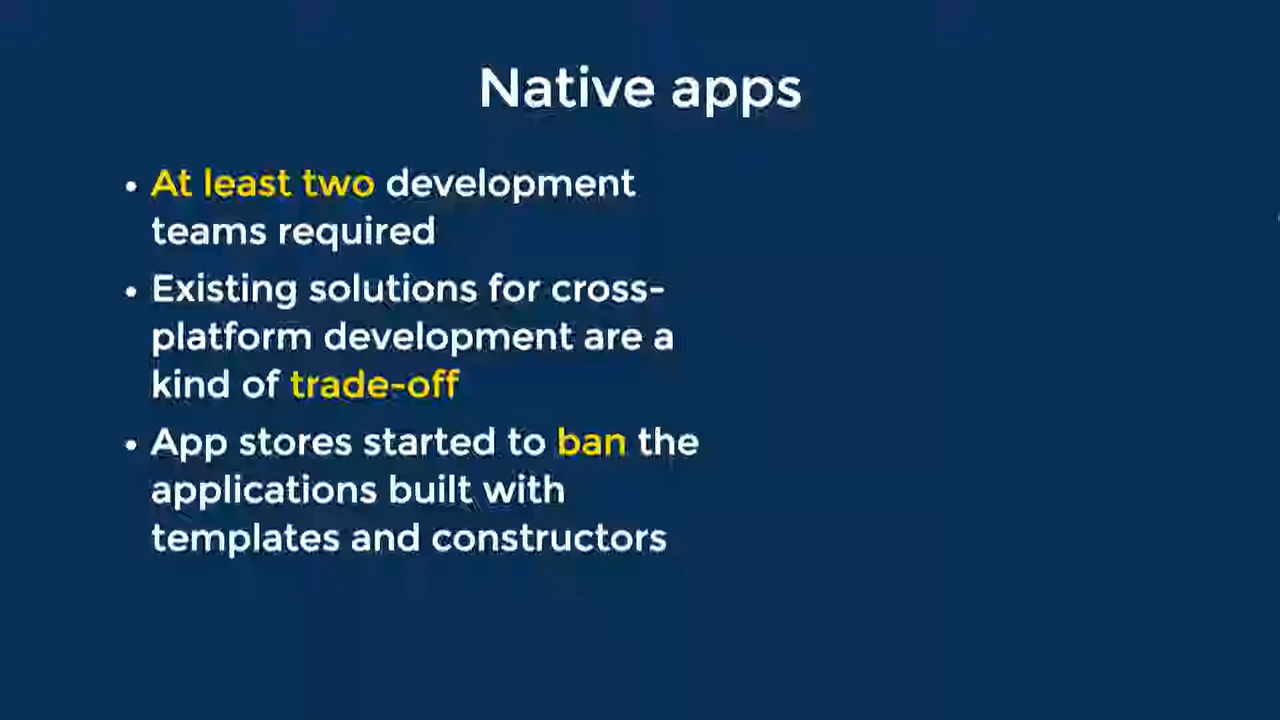 Native apps
• At least two development
teams required
• Existing solutions for cross-
platform development are a
kind of trade-off
• App stores started to ban the
applications built with
templates and constructors